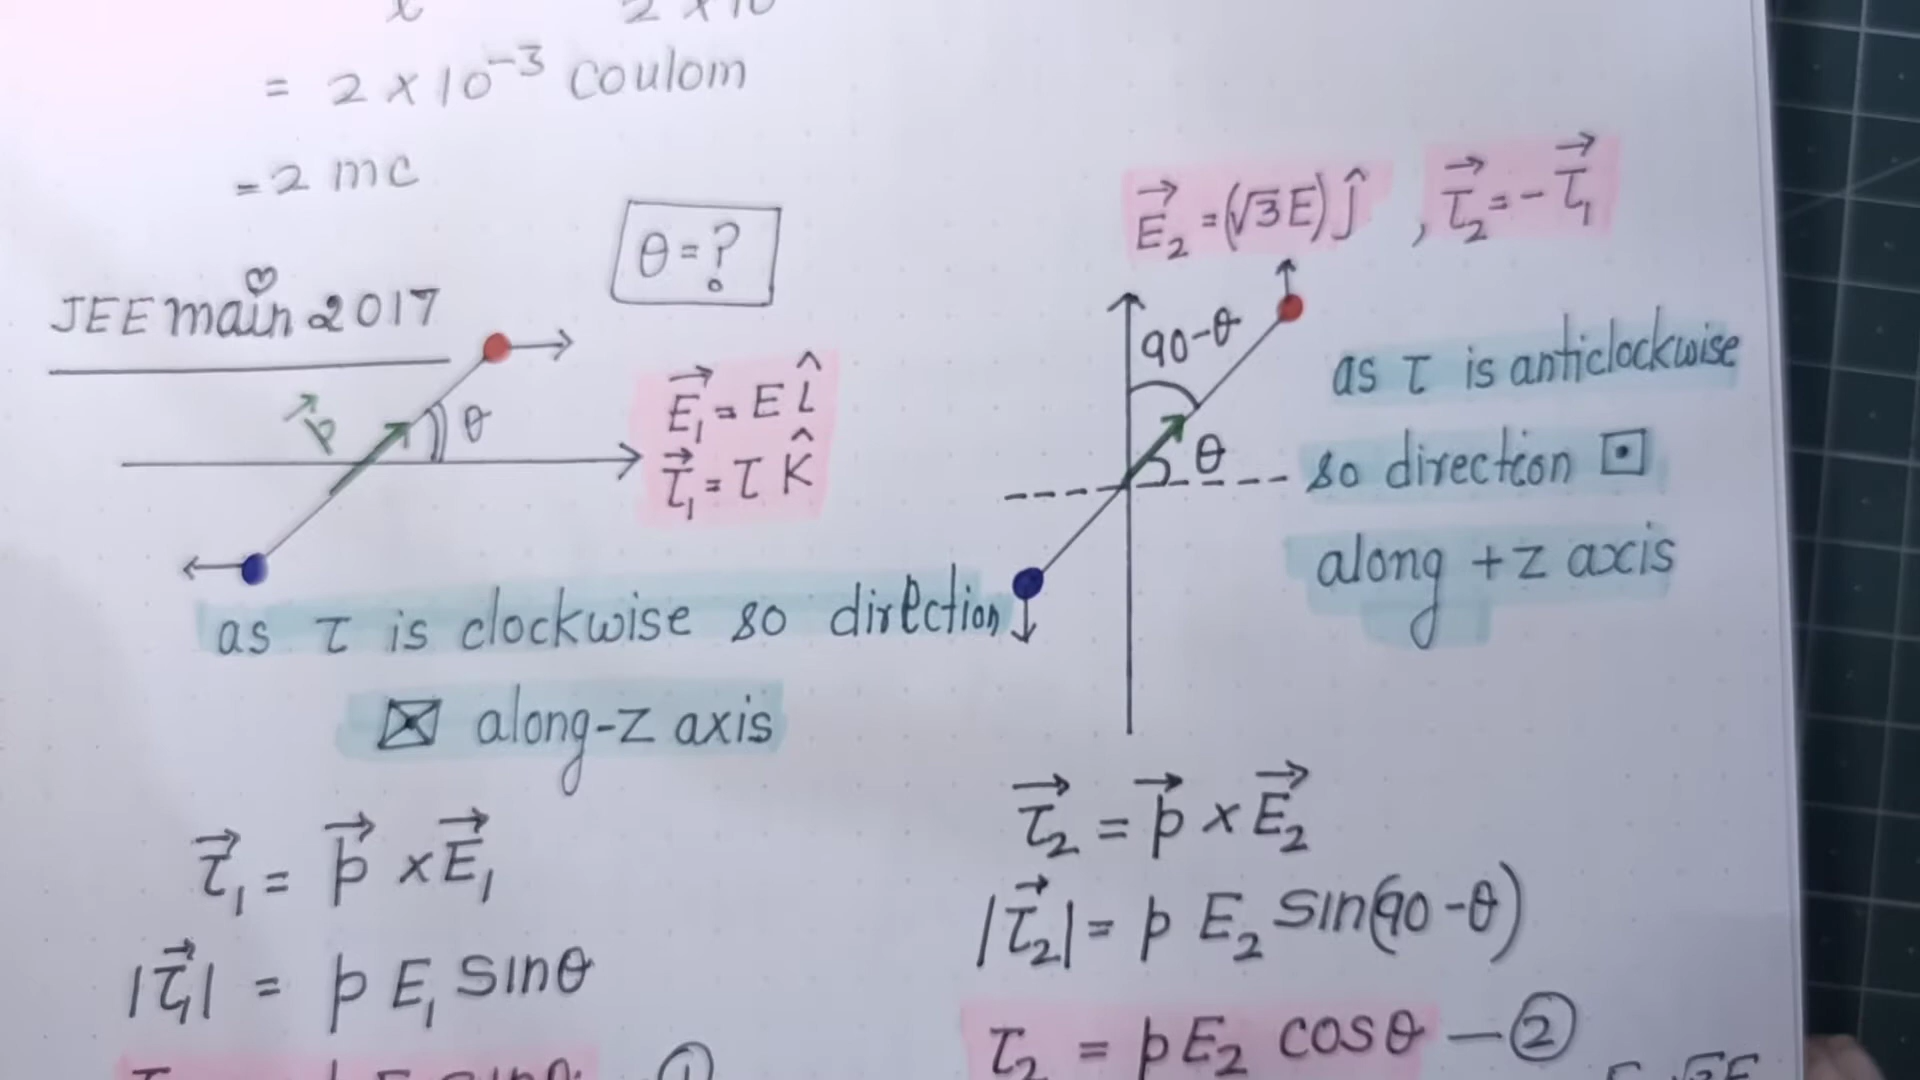 = 2 × 10⁻³ coulom
= 2 mc
JEE main 2017
θ = ?
p⃗
θ
E⃗₁ = E î
τ⃗₁ = τ k̂
as τ is clockwise so direction
☒ along -z axis
τ⃗₁ = p⃗ × E⃗₁
|τ⃗₁| = p E₁ sinθ
E⃗₂ = (√3 E) ĵ , τ⃗₂ = - τ⃗₁
90-θ
θ
as τ is anticlockwise
so direction ⊡
along +z axis
τ⃗₂ = p⃗ × E⃗₂
|τ⃗₂| = p E₂ sin(90-θ)
τ₂ = p E₂ cosθ — ②